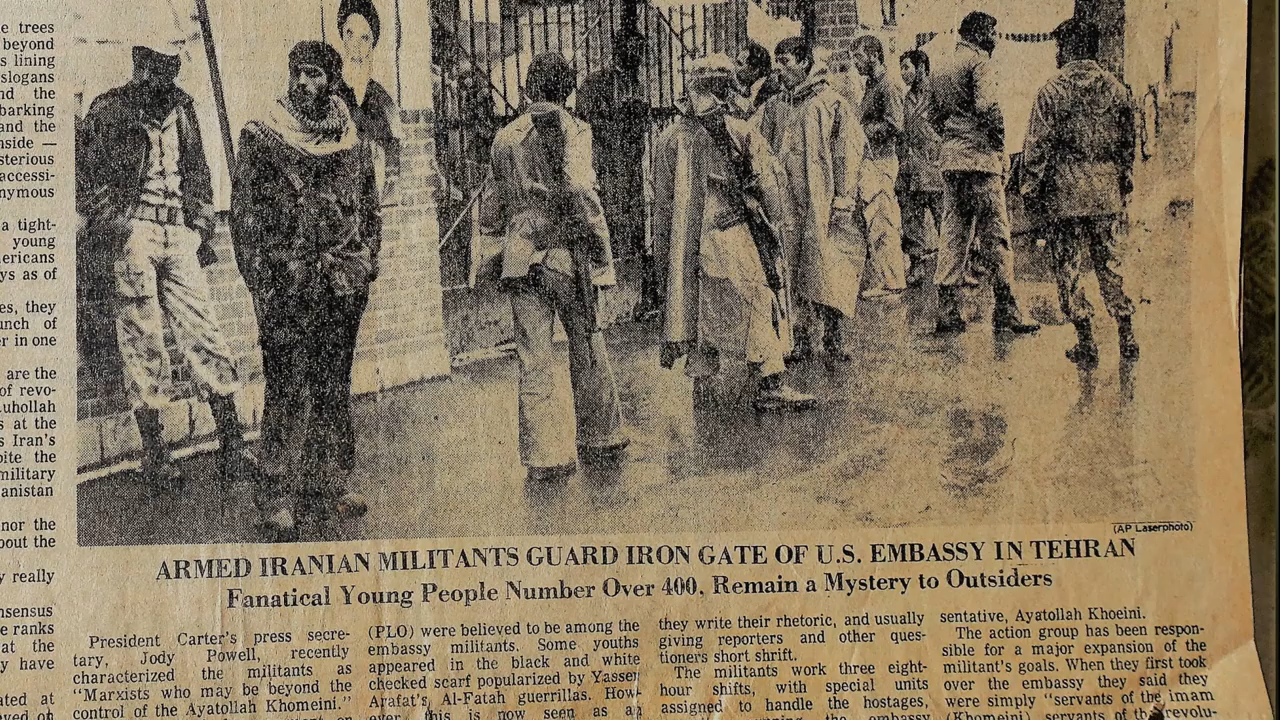 e trees
beyond
s lining
slogans
nd the
barking
and the
nside —
sterious
accessi-
nymous
a tight-
young
ericans
ys as of
es, they
unch of
er in one
are the
of revo-
uhollah
s at the
s Iran's
ite the
military
anistan
nor the
bout the
y really
nsensus
e ranks
at the
y have
ated at
(AP Laserphoto)
ARMED IRANIAN MILITANTS GUARD IRON GATE OF U.S. EMBASSY IN TEHRAN
Fanatical Young People Number Over 400, Remain a Mystery to Outsiders
President Carter's press secre-
tary, Jody Powell, recently
characterized the militants as
"Marxists who may be beyond the
control of the Ayatollah Khomeini."
(PLO) were believed to be among the
embassy militants. Some youths
appeared in the black and white
checked scarf popularized by Yasser
Arafat's Al-Fatah guerrillas. How-
ever, this is now seen as a
they write their rhetoric, and usually
giving reporters and other ques-
tioners short shrift.
The militants work three eight-
hour shifts, with special units
assigned to handle the hostages,
the embassy
sentative, Ayatollah Khoeini.
The action group has been respon-
sible for a major expansion of the
militant's goals. When they first took
over the embassy they said they
were simply "servants of the imam
(Khomeini) servants of the revolu-